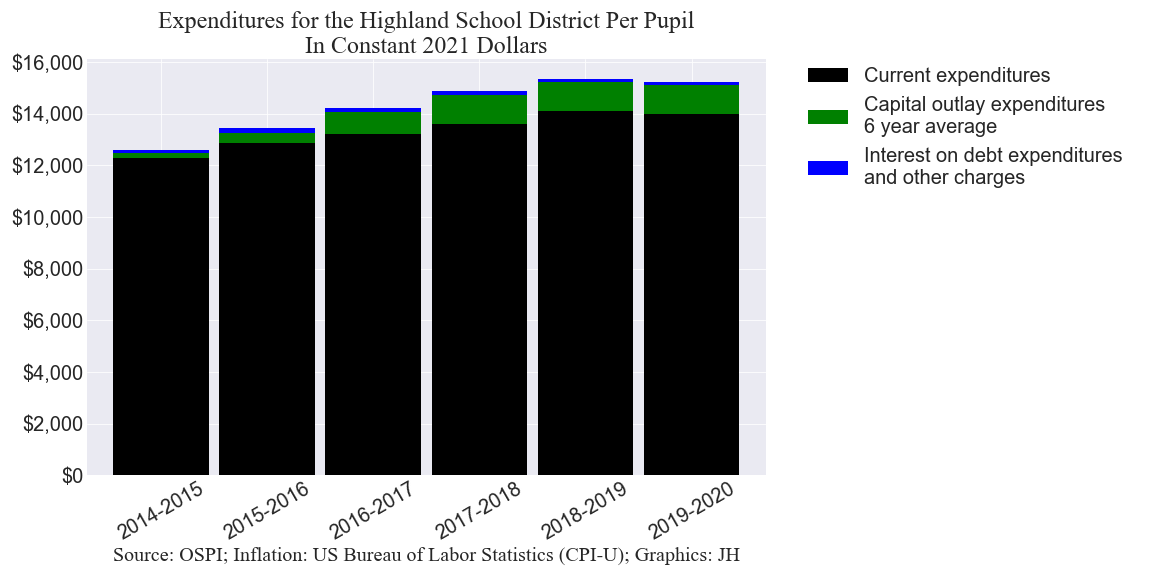 Expenditures for the Highland School District Per Pupil
In Constant 2021 Dollars
$16,000
$14,000
$12,000
$10,000
$8,000
$6,000
$4,000
$2,000
$0
2014-2015
2015-2016
2016-2017
2017-2018
2018-2019
2019-2020
Current expenditures
Capital outlay expenditures
6 year average
Interest on debt expenditures
and other charges
Source: OSPI; Inflation: US Bureau of Labor Statistics (CPI-U); Graphics: JH